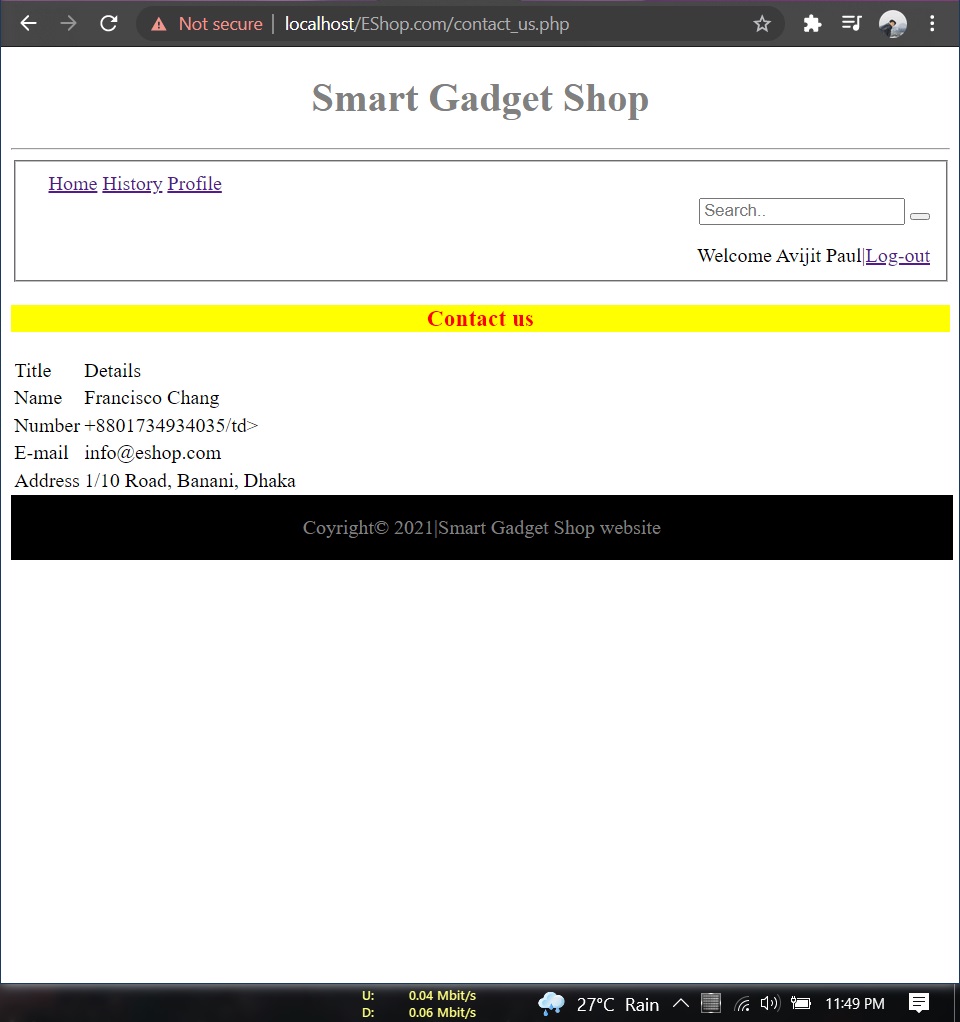 Not secure | localhost/EShop.com/contact_us.php
Smart Gadget Shop
Home History Profile
Search..
Welcome Avijit Paul|Log-out
Contact us
Title Details
Name Francisco Chang
Number +8801734934035/td>
E-mail info@eshop.com
Address 1/10 Road, Banani, Dhaka
Coyright© 2021|Smart Gadget Shop website
U: 0.04 Mbit/s
D: 0.06 Mbit/s
27°C Rain 11:49 PM